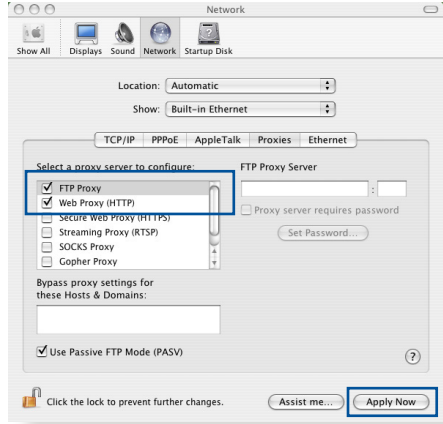 Network
Show All Displays Sound Network Startup Disk
Location: Automatic
Show: Built-in Ethernet
TCP/IP PPPoE AppleTalk Proxies Ethernet
Select a proxy server to configure: FTP Proxy Server
FTP Proxy
Web Proxy (HTTP)
:
Secure Web Proxy (HTTPS)
Proxy server requires password
Streaming Proxy (RTSP)
Set Password...
SOCKS Proxy
Gopher Proxy
Bypass proxy settings for
these Hosts & Domains:
Use Passive FTP Mode (PASV)
?
Click the lock to prevent further changes. Assist me... Apply Now